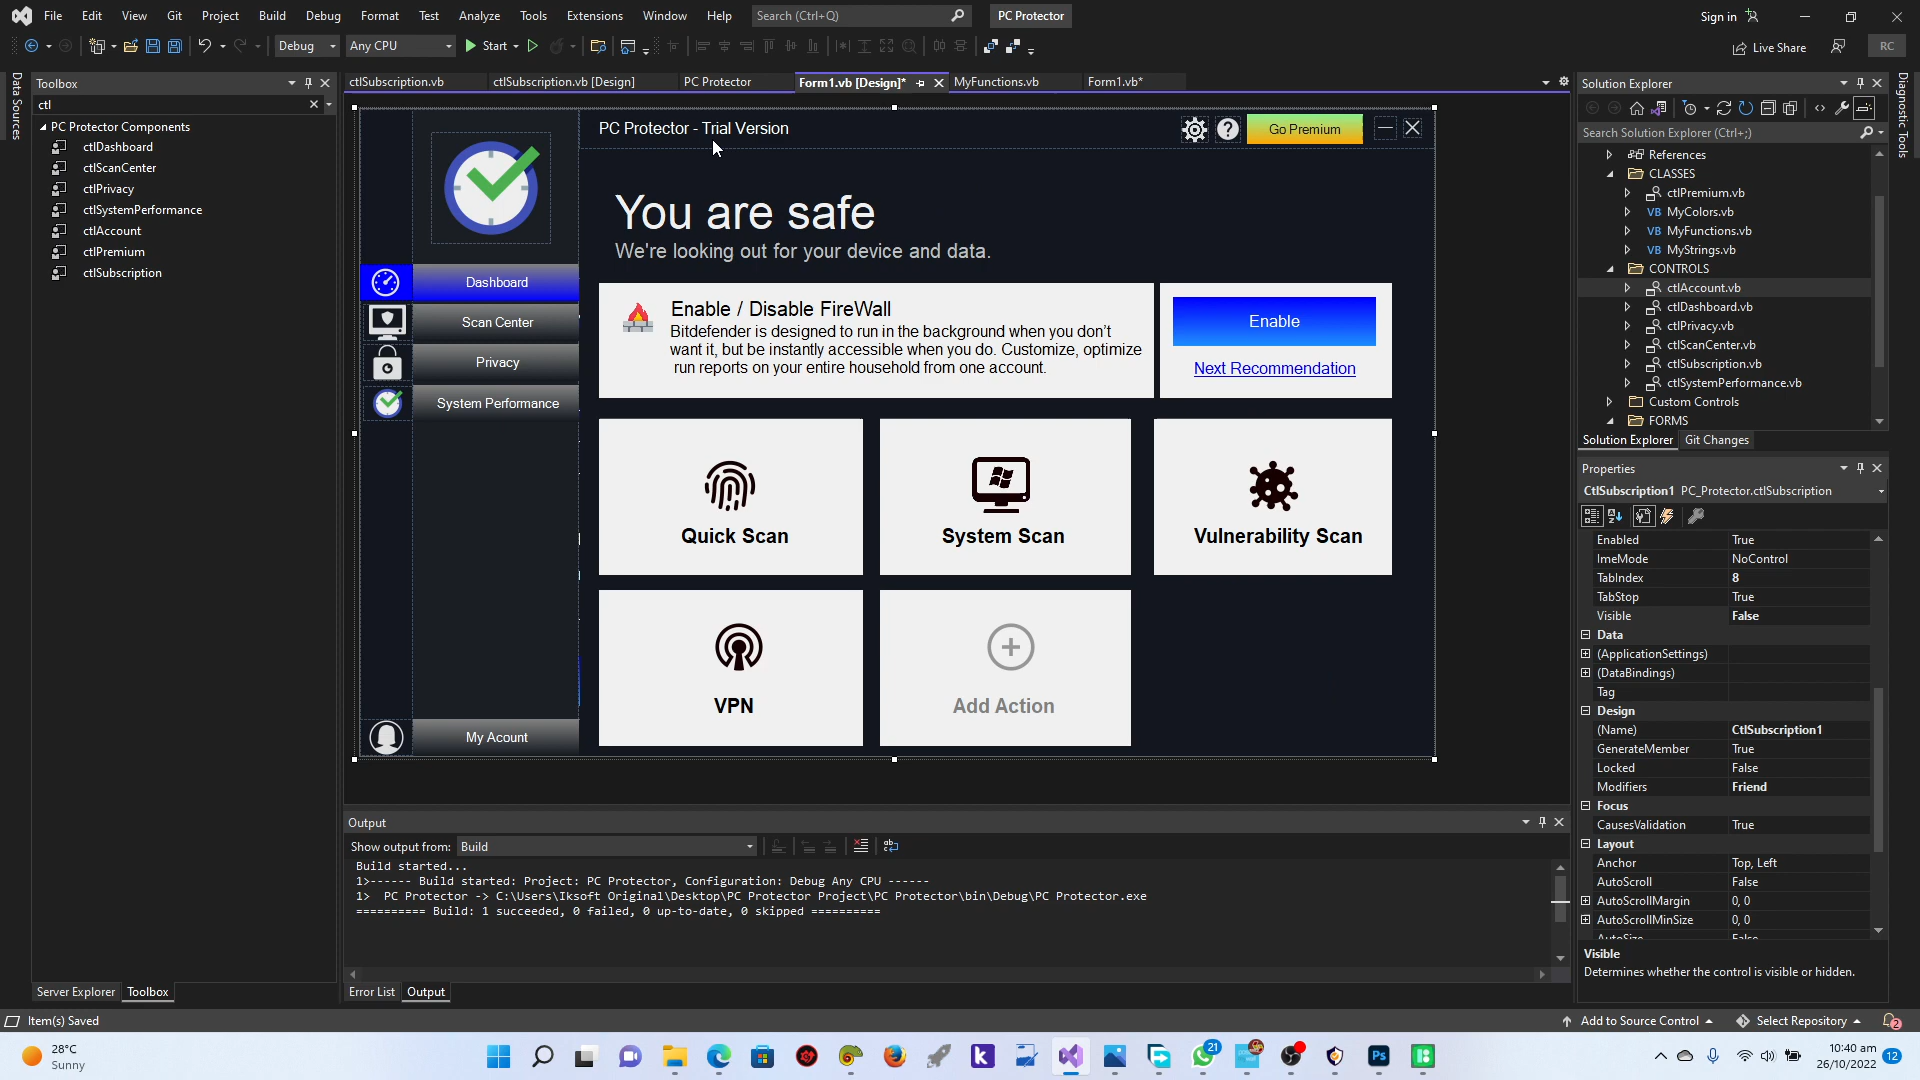 File Edit View Git Project Build Debug Format Test Analyze Tools Extensions Window Help Search (Ctrl+Q) PC Protector Sign in
Debug Any CPU Start Live Share RC
Data Sources
Toolbox
ctl
PC Protector Components
ctlDashboard
ctlScanCenter
ctlPrivacy
ctlSystemPerformance
ctlAccount
ctlPremium
ctlSubscription
Server Explorer Toolbox
ctlSubscription.vb ctlSubscription.vb [Design] PC Protector Form1.vb [Design]* MyFunctions.vb Form1.vb*
PC Protector - Trial Version
Go Premium
You are safe
We're looking out for your device and data.
Dashboard
Scan Center
Privacy
System Performance
My Acount
Enable / Disable FireWall
Bitdefender is designed to run in the background when you don't
want it, but be instantly accessible when you do. Customize, optimize
run reports on your entire household from one account.
Enable
Next Recommendation
Quick Scan
System Scan
Vulnerability Scan
VPN
Add Action
Output
Show output from: Build
Build started...
1>------ Build started: Project: PC Protector, Configuration: Debug Any CPU ------
1>  PC Protector -> C:\Users\Iksoft Original\Desktop\PC Protector Project\PC Protector\bin\Debug\PC Protector.exe
========== Build: 1 succeeded, 0 failed, 0 up-to-date, 0 skipped ==========
Error List Output
Solution Explorer
Search Solution Explorer (Ctrl+;)
References
CLASSES
ctlPremium.vb
VB MyColors.vb
VB MyFunctions.vb
VB MyStrings.vb
CONTROLS
ctlAccount.vb
ctlDashboard.vb
ctlPrivacy.vb
ctlScanCenter.vb
ctlSubscription.vb
ctlSystemPerformance.vb
Custom Controls
FORMS
Solution Explorer Git Changes
Diagnostic Tools
Properties
CtlSubscription1 PC_Protector.ctlSubscription
Enabled True
ImeMode NoControl
TabIndex 8
TabStop True
Visible False
Data
(ApplicationSettings)
(DataBindings)
Tag
Design
(Name) CtlSubscription1
GenerateMember True
Locked False
Modifiers Friend
Focus
CausesValidation True
Layout
Anchor Top, Left
AutoScroll False
AutoScrollMargin 0, 0
AutoScrollMinSize 0, 0
AutoSize False
Visible
Determines whether the control is visible or hidden.
Item(s) Saved
Add to Source Control Select Repository 2
28°C
Sunny
k
21
Ps
10:40 am
26/10/2022
12